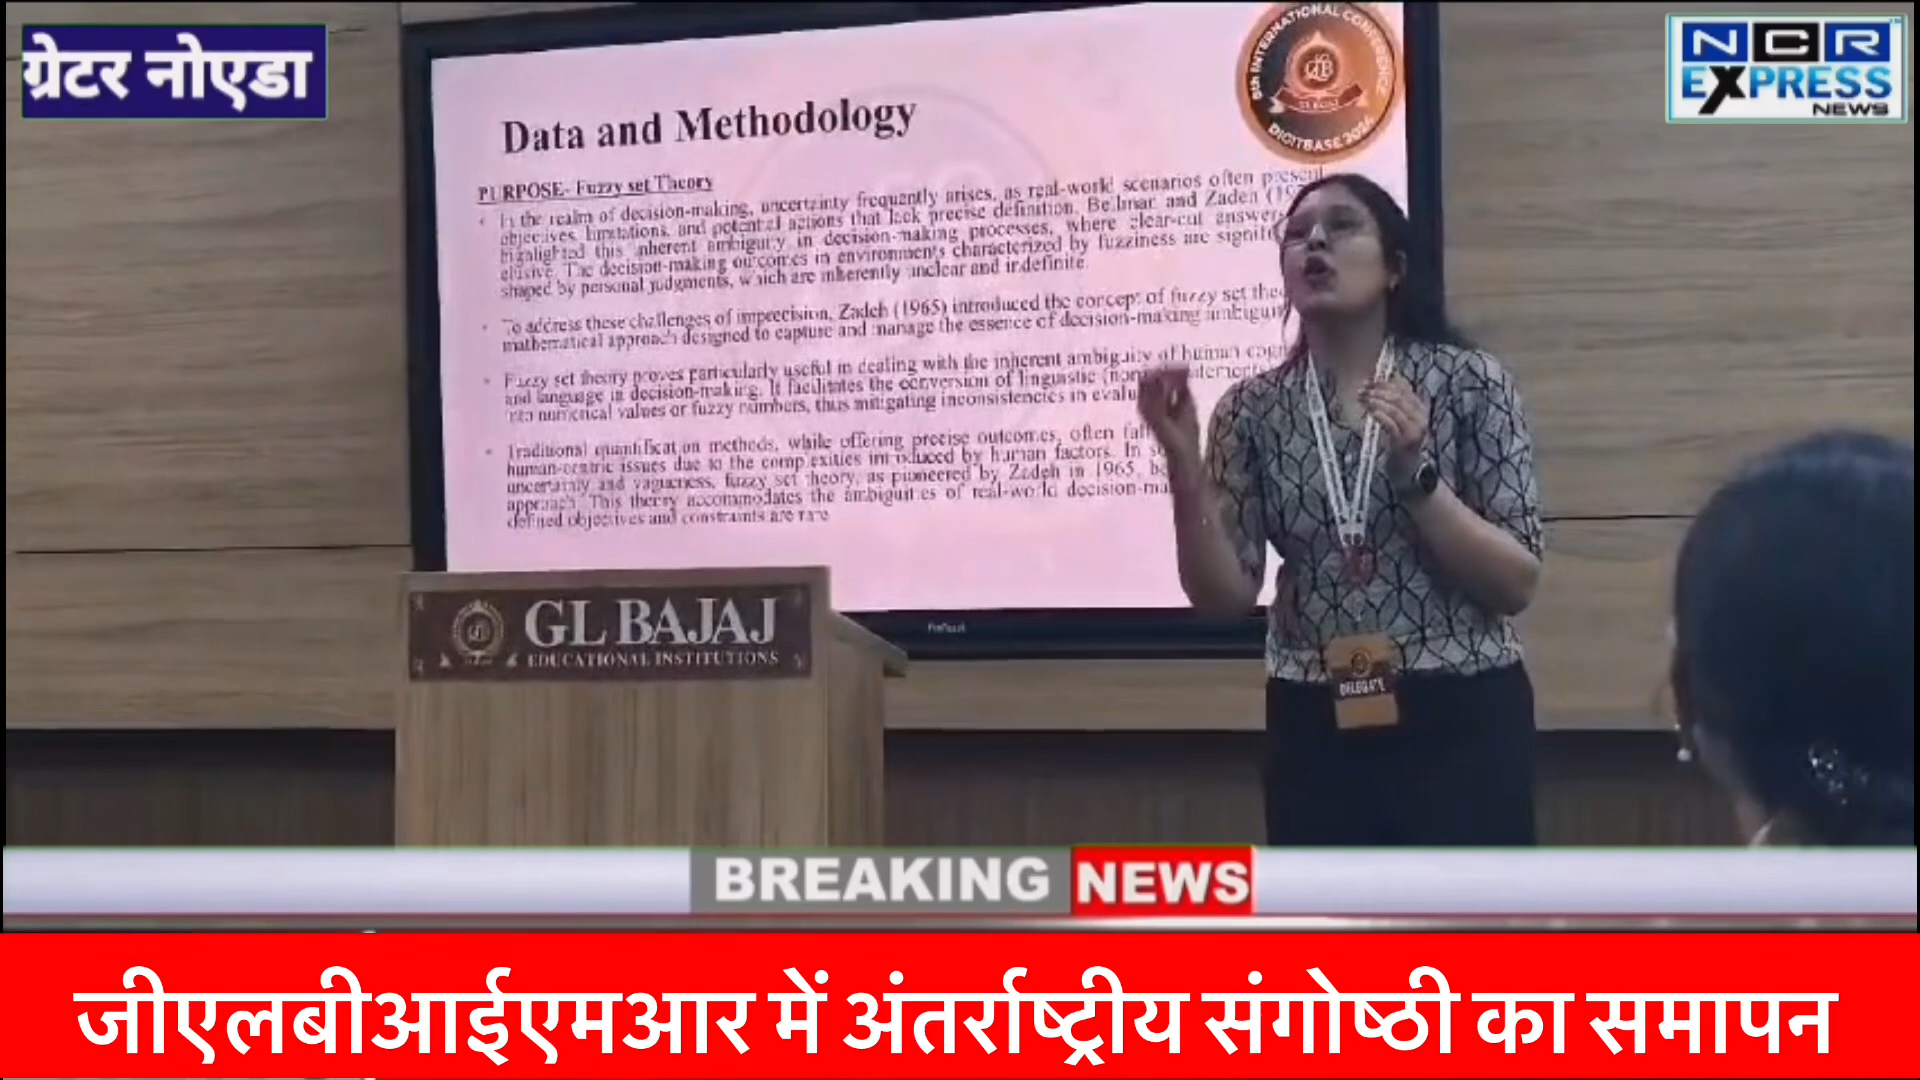 ग्रेटर नोएडा
NCR
EXPRESS
NEWS
6th INTERNATIONAL CONFERENCE
GLB
DIGITBASE
Data and Methodology
PURPOSE- Fuzzy set Theory
In the realm of decision-making, uncertainty frequently arises, as real-world scenarios often present
objectives, limitations, and potential actions that lack precise definition. Bellman and Zadeh
highlighted this inherent ambiguity in decision-making processes, where clear-cut answers
elusive. The decision-making outcomes in environments characterized by fuzziness are
shaped by personal judgments, which are inherently unclear and indefinite.
To address these challenges of imprecision, Zadeh (1965) introduced the concept of fuzzy set
mathematical approach designed to capture and manage the essence of decision-making
Fuzzy set theory proves particularly useful in dealing with the inherent ambiguity of human
and language in decision-making. It facilitates the conversion of linguistic
into numerical values or fuzzy numbers, thus mitigating inconsistencies in
Traditional quantification methods, while offering precise outcomes, often
human-centric issues due to the complexities introduced by human factors. In
uncertainty and vagueness, fuzzy set theory, as pioneered by Zadeh in 1965,
approach. This theory accommodates the ambiguities of real-world
defined objectives and constraints are rare
GL BAJAJ
EDUCATIONAL INSTITUTIONS
DELEGATE
BREAKING NEWS
जीएलबीआईएमआर में अंतर्राष्ट्रीय संगोष्ठी का समापन